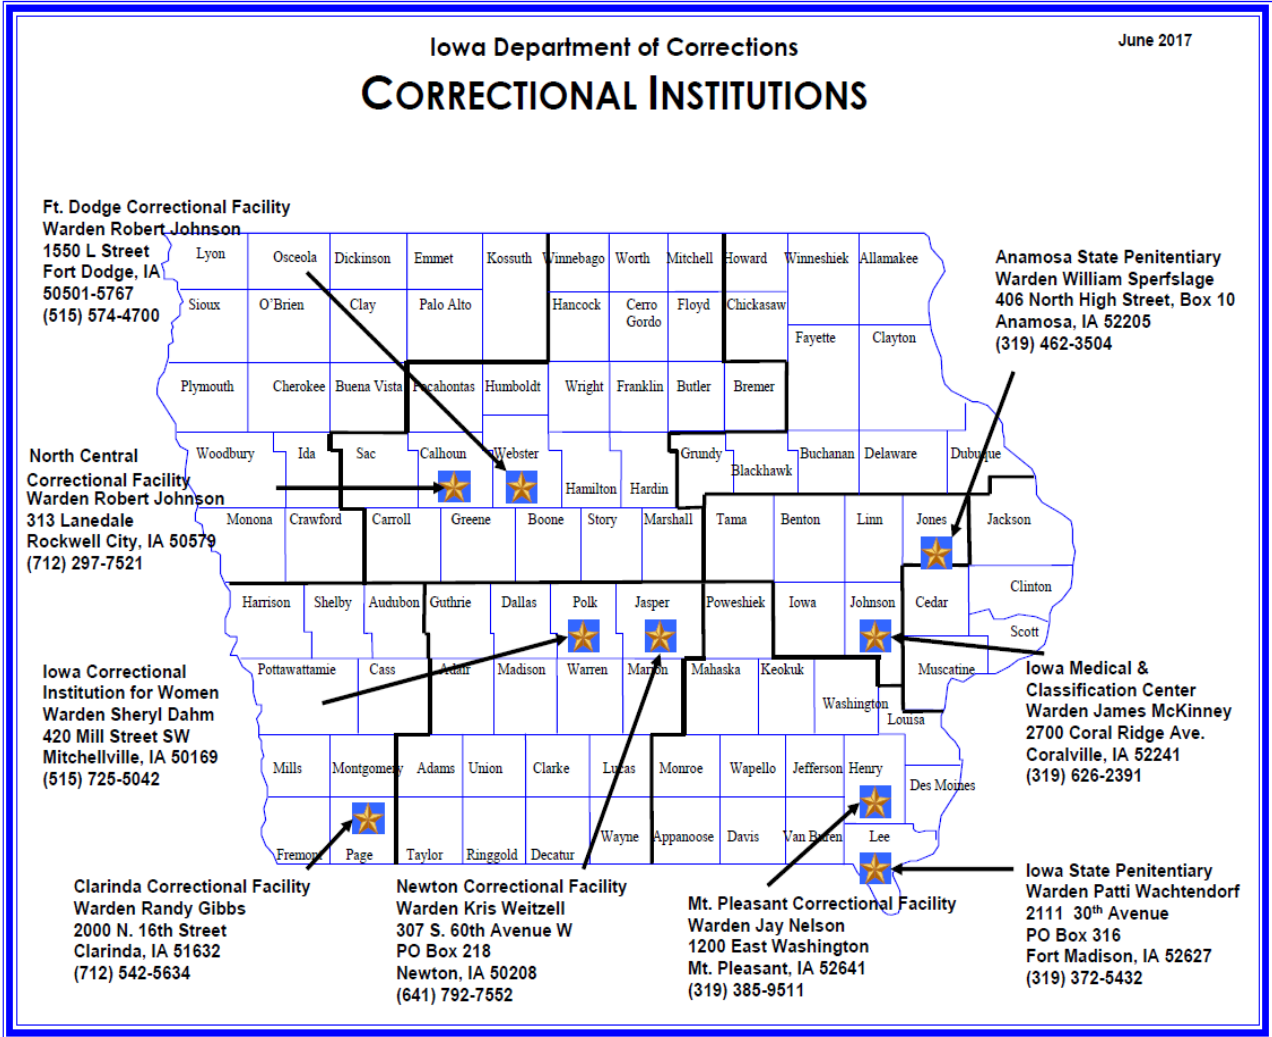 Iowa Department of Corrections
June 2017
CORRECTIONAL INSTITUTIONS
Ft. Dodge Correctional Facility
Warden Robert Johnson
1550 L Street
Fort Dodge, IA
50501-5767
(515) 574-4700
Anamosa State Penitentiary
Warden William Sperfslage
406 North High Street, Box 10
Anamosa, IA 52205
(319) 462-3504
Lyon Osceola Dickinson Emmet Kossuth Winnebago Worth Mitchell Howard Winneshiek Allamakee
Sioux O'Brien Clay Palo Alto Hancock Cerro Gordo Floyd Chickasaw
Fayette Clayton
Plymouth Cherokee Buena Vista Pocahontas Humboldt Wright Franklin Butler Bremer
Woodbury Ida Sac Calhoun Webster Hamilton Hardin Grundy Blackhawk Buchanan Delaware Dubuque
North Central
Correctional Facility
Warden Robert Johnson
313 Lanedale
Rockwell City, IA 50579
(712) 297-7521
Monona Crawford Carroll Greene Boone Story Marshall Tama Benton Linn Jones Jackson
Clinton
Harrison Shelby Audubon Guthrie Dallas Polk Jasper Poweshiek Iowa Johnson Cedar
Scott
Pottawattamie Cass Adair Madison Warren Marion Mahaska Keokuk Washington Muscatine
Louisa
Iowa Correctional
Institution for Women
Warden Sheryl Dahm
420 Mill Street SW
Mitchellville, IA 50169
(515) 725-5042
Iowa Medical &
Classification Center
Warden James McKinney
2700 Coral Ridge Ave.
Coralville, IA 52241
(319) 626-2391
Mills Montgomery Adams Union Clarke Lucas Monroe Wapello Jefferson Henry Des Moines
Fremont Page Taylor Ringgold Decatur Wayne Appanoose Davis Van Buren Lee
Clarinda Correctional Facility
Warden Randy Gibbs
2000 N. 16th Street
Clarinda, IA 51632
(712) 542-5634
Newton Correctional Facility
Warden Kris Weitzell
307 S. 60th Avenue W
PO Box 218
Newton, IA 50208
(641) 792-7552
Mt. Pleasant Correctional Facility
Warden Jay Nelson
1200 East Washington
Mt. Pleasant, IA 52641
(319) 385-9511
Iowa State Penitentiary
Warden Patti Wachtendorf
2111 30th Avenue
PO Box 316
Fort Madison, IA 52627
(319) 372-5432